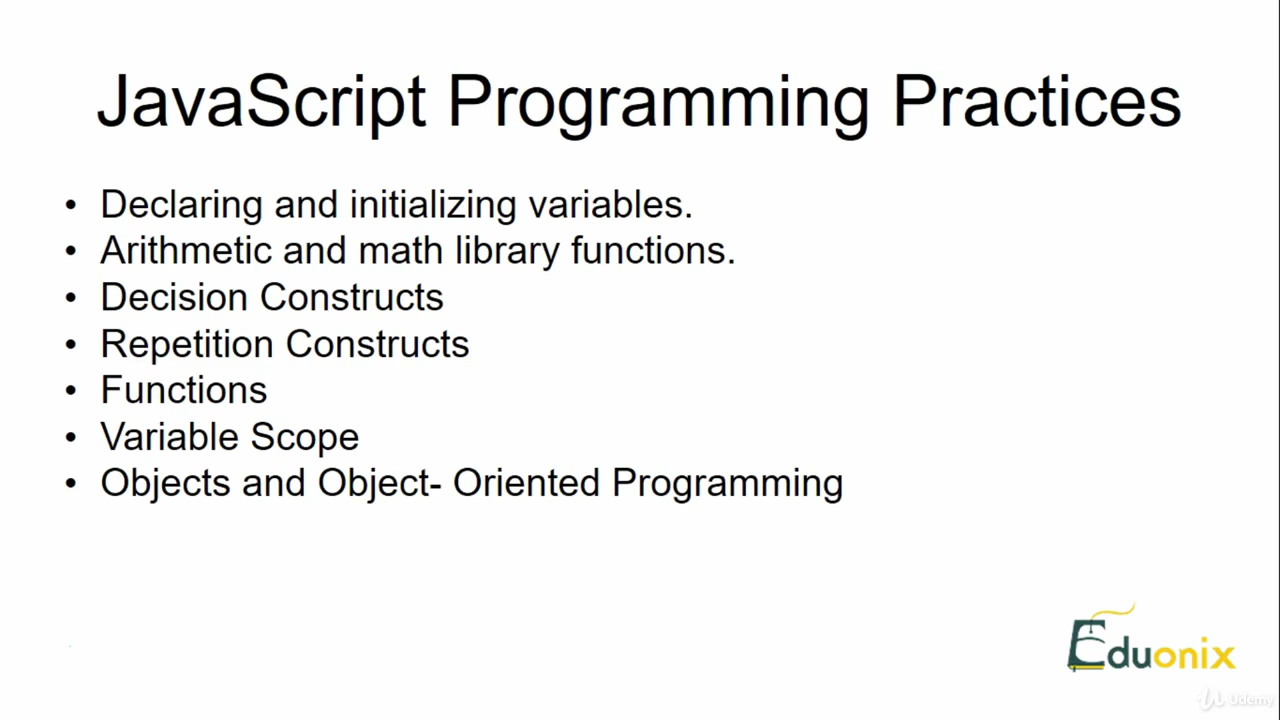 JavaScript Programming Practices
• Declaring and initializing variables.
• Arithmetic and math library functions.
• Decision Constructs
• Repetition Constructs
• Functions
• Variable Scope
• Objects and Object- Oriented Programming
Eduonix
Udemy